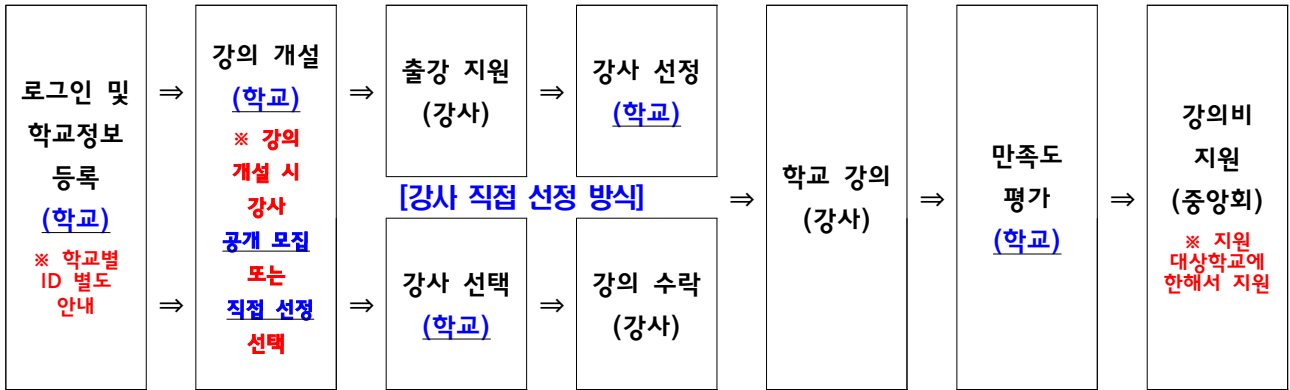 로그인 및
학교정보
등록
(학교)
※ 학교별
ID 별도
안내
⇒
⇒
강의 개설
(학교)
※ 강의
개설 시
강사
공개 모집
또는
직접 선정
선택
⇒
⇒
출강 지원
(강사)
⇒
강사 선정
(학교)
[강사 직접 선정 방식]
강사 선택
(학교)
⇒
강의 수락
(강사)
⇒
학교 강의
(강사)
⇒
만족도
평가
(학교)
⇒
강의비
지원
(중앙회)
※ 지원
대상학교에
한해서 지원